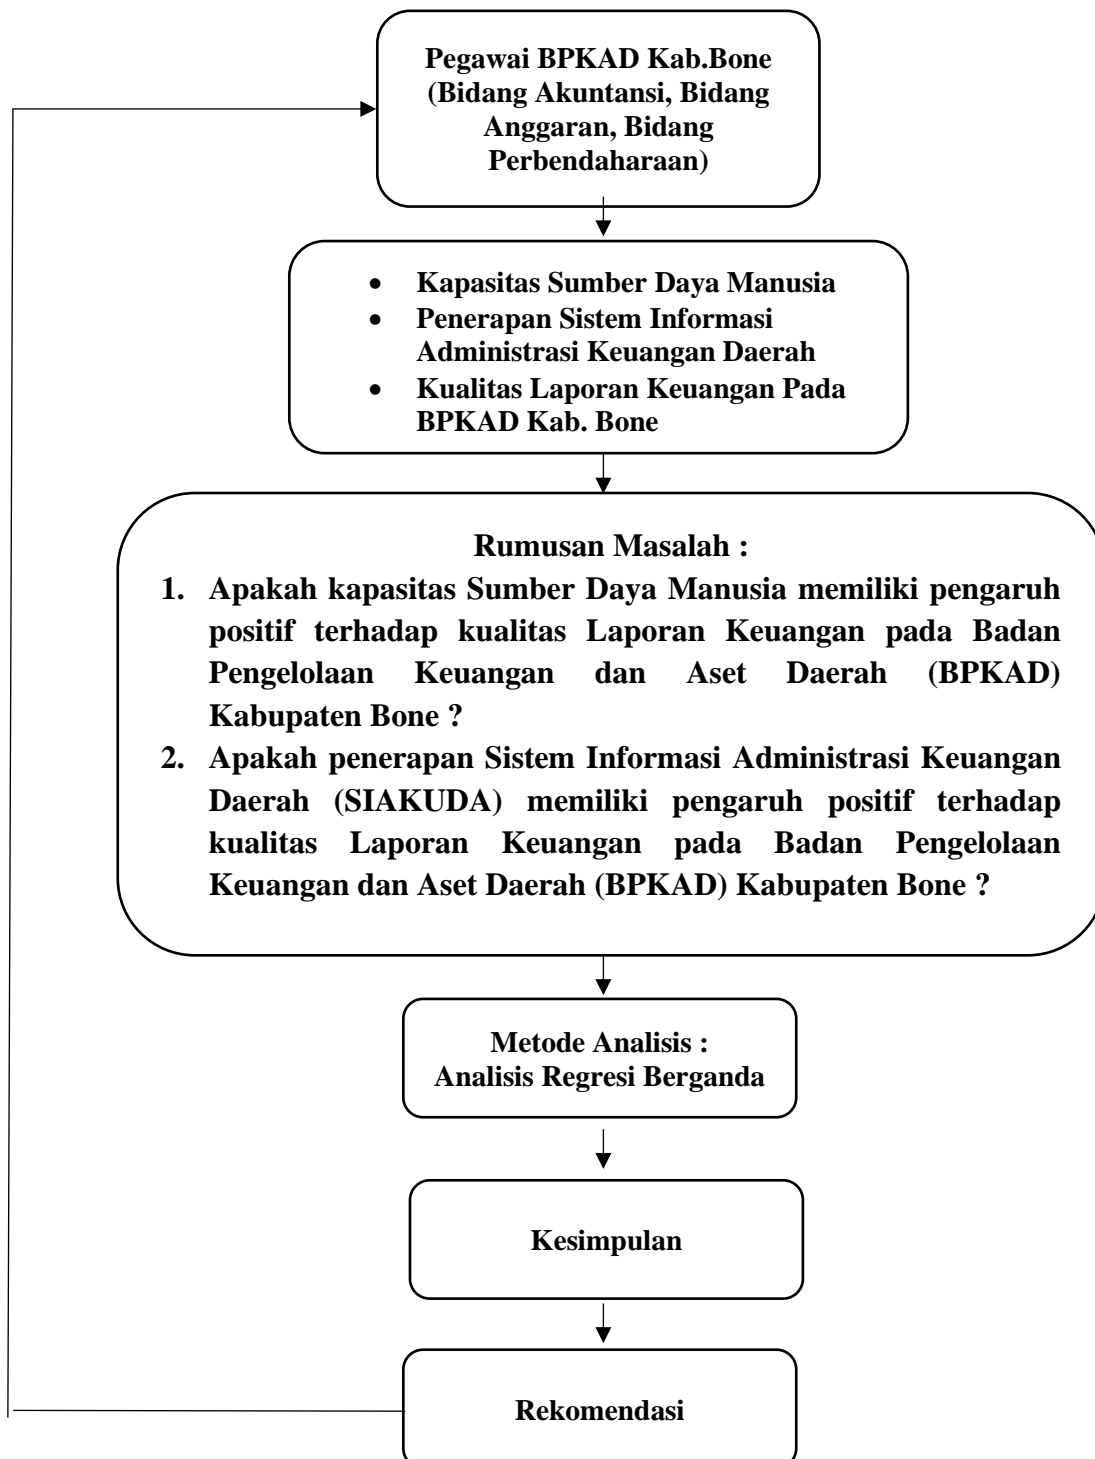 Pegawai BPKAD Kab.Bone
(Bidang Akuntansi, Bidang
Anggaran, Bidang
Perbendaharaan)
• Kapasitas Sumber Daya Manusia
• Penerapan Sistem Informasi
Administrasi Keuangan Daerah
• Kualitas Laporan Keuangan Pada
BPKAD Kab. Bone
Rumusan Masalah :
1. Apakah kapasitas Sumber Daya Manusia memiliki pengaruh
positif terhadap kualitas Laporan Keuangan pada Badan
Pengelolaan Keuangan dan Aset Daerah (BPKAD)
Kabupaten Bone ?
2. Apakah penerapan Sistem Informasi Administrasi Keuangan
Daerah (SIAKUDA) memiliki pengaruh positif terhadap
kualitas Laporan Keuangan pada Badan Pengelolaan
Keuangan dan Aset Daerah (BPKAD) Kabupaten Bone ?
Metode Analisis :
Analisis Regresi Berganda
Kesimpulan
Rekomendasi